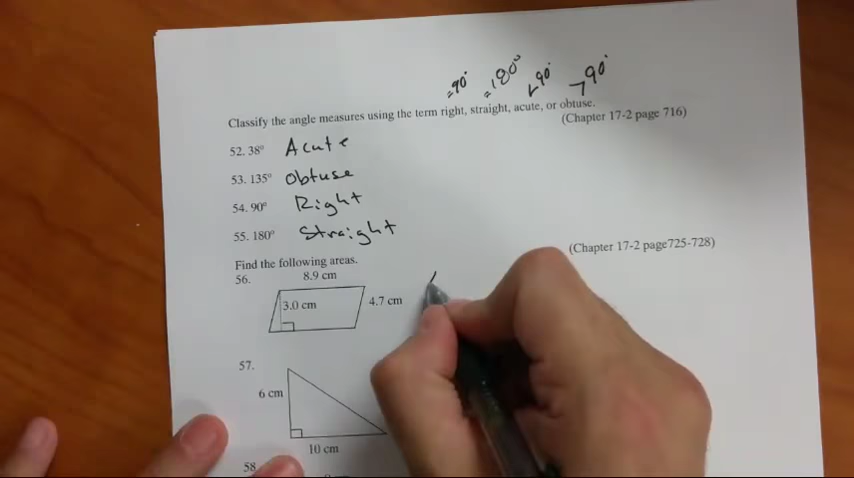 =90° =180° <90° >90°
Classify the angle measures using the term right, straight, acute, or obtuse.
(Chapter 17-2 page 716)
52. 38° Acute
53. 135° Obtuse
54. 90° Right
55. 180° Straight
(Chapter 17-2 page725-728)
Find the following areas.
56. 8.9 cm
3.0 cm 4.7 cm
57.
6 cm
10 cm
58